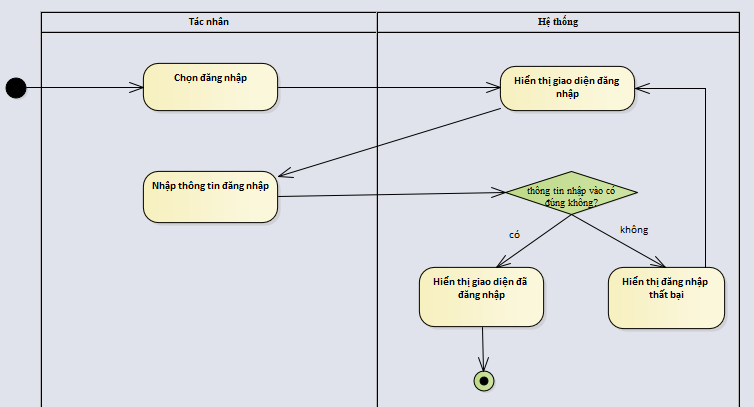 Tác nhân
Hệ thống
Chọn đăng nhập
Hiển thị giao diện đăng
nhập
Nhập thông tin đăng nhập
thông tin nhập vào có
đúng không?
có
không
Hiển thị giao diện đã
đăng nhập
Hiển thị đăng nhập
thất bại